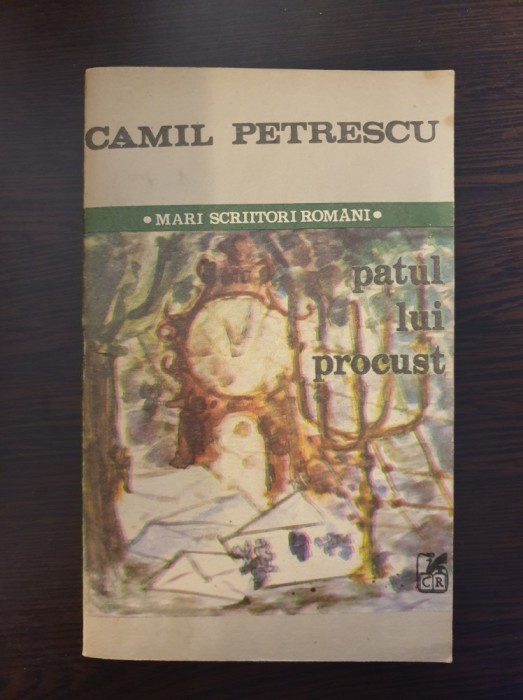 CAMIL PETRESCU
• MARI SCRIITORI ROMÂNI •
patul
lui
procust
CR